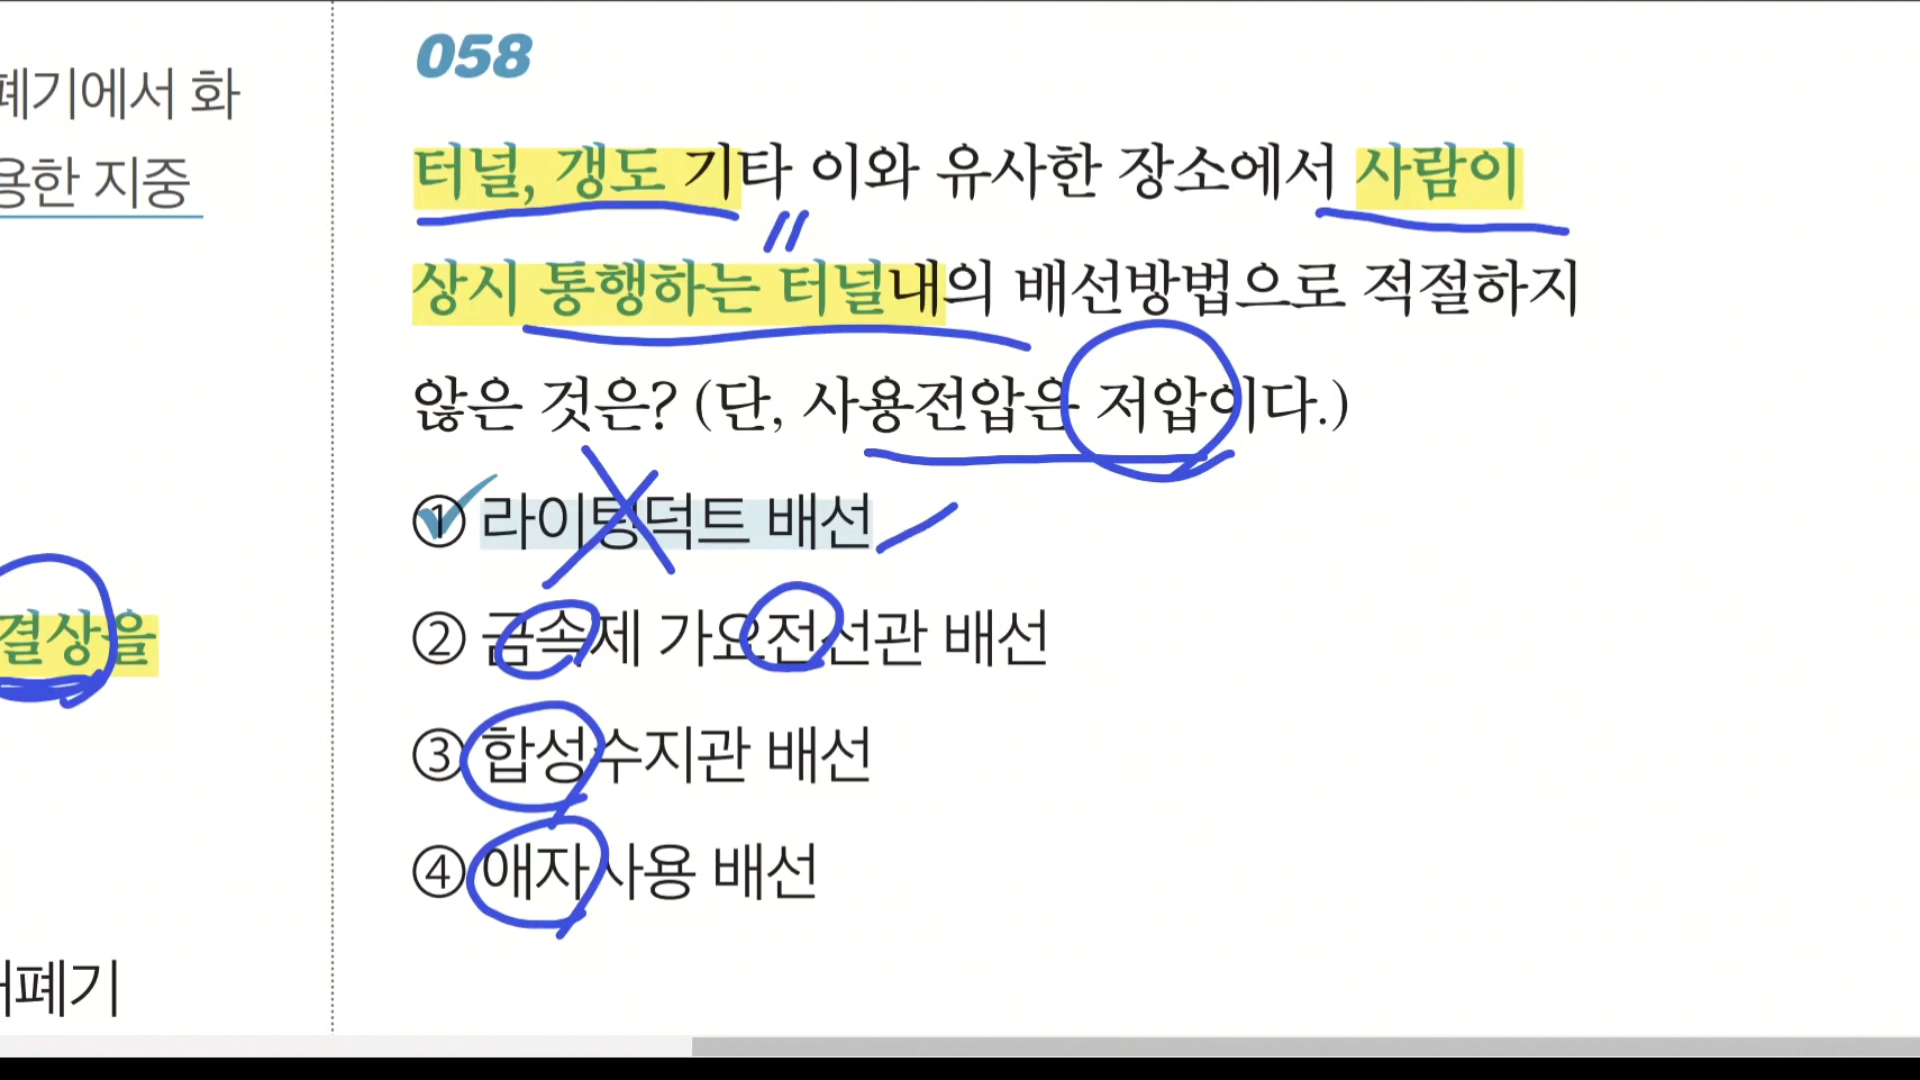 폐기에서 화
용한 지중
결상을
개폐기
058
터널, 갱도 기타 이와 유사한 장소에서 사람이
상시 통행하는 터널내의 배선방법으로 적절하지
않은 것은? (단, 사용전압은 저압이다.)
① 라이팅덕트 배선
② 금속제 가요전선관 배선
③ 합성수지관 배선
④ 애자사용 배선